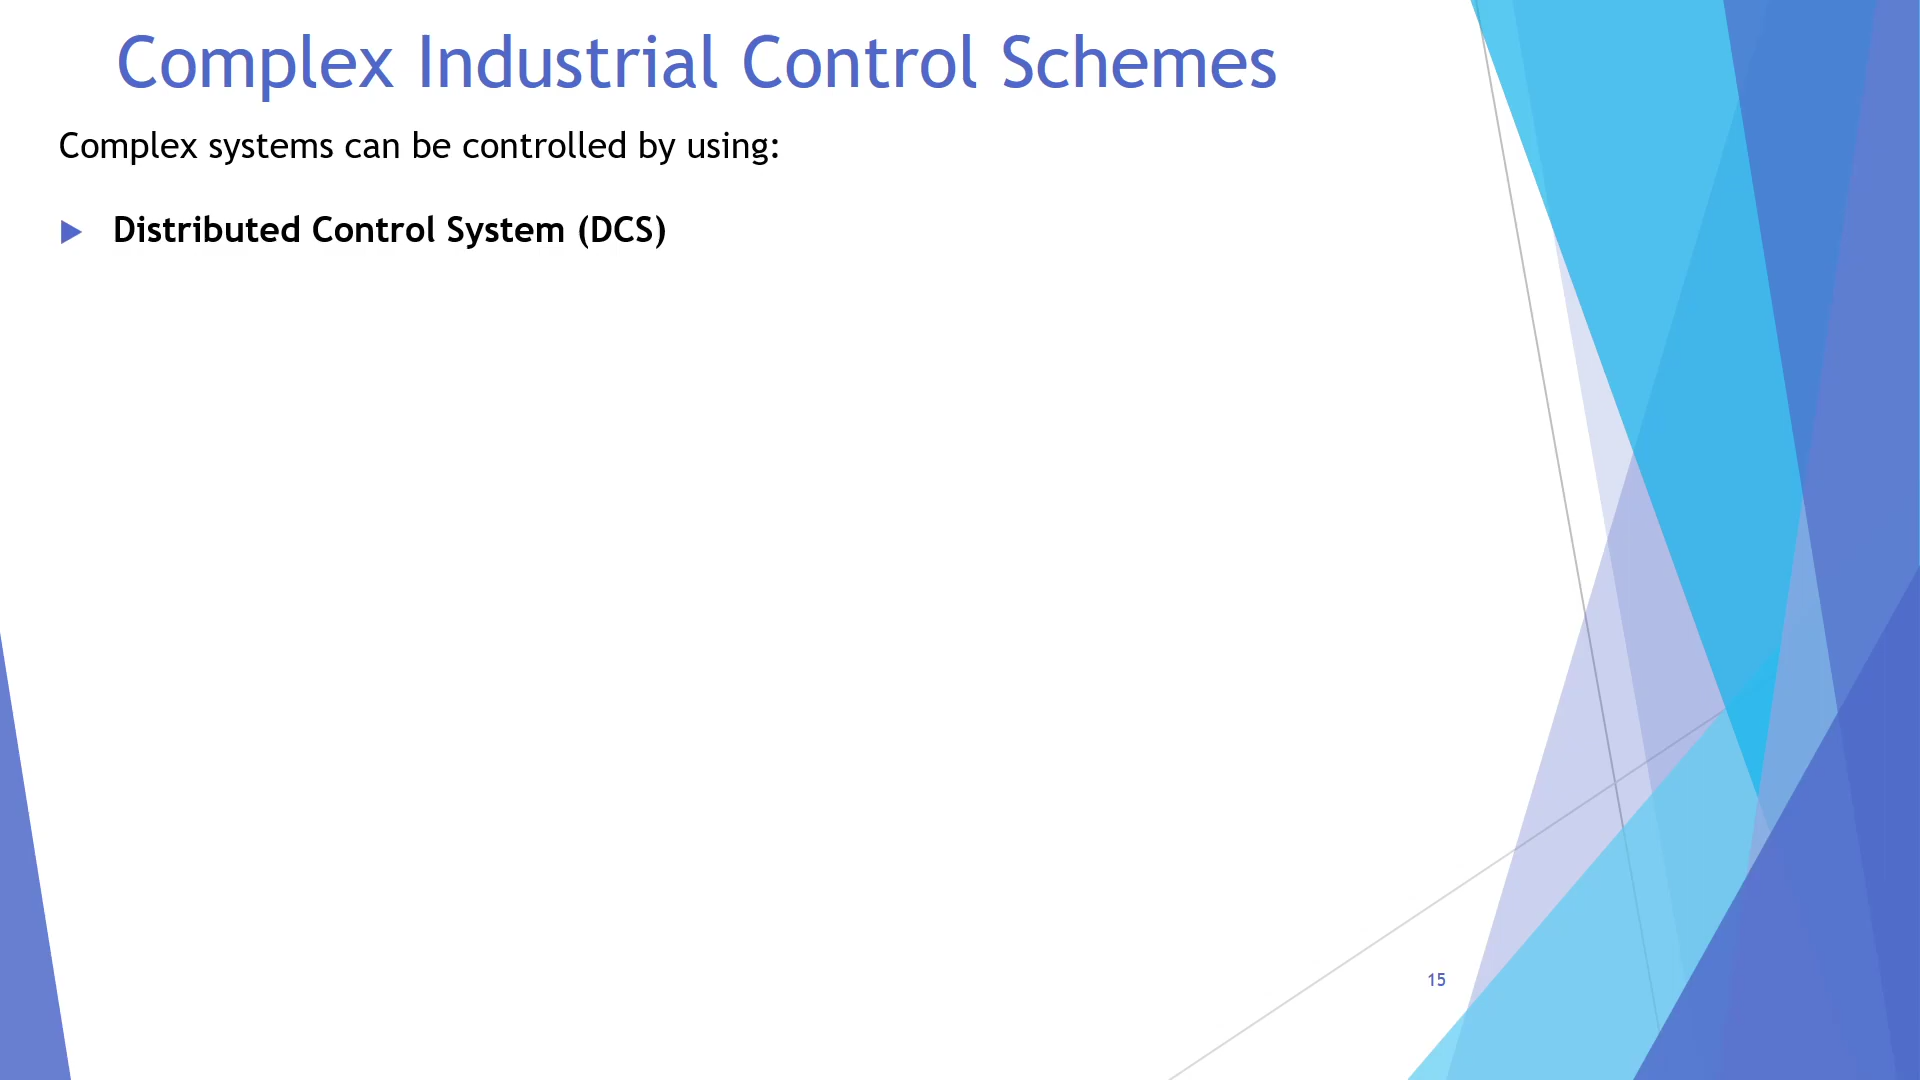 Complex Industrial Control Schemes
Complex systems can be controlled by using:
Distributed Control System (DCS)
15